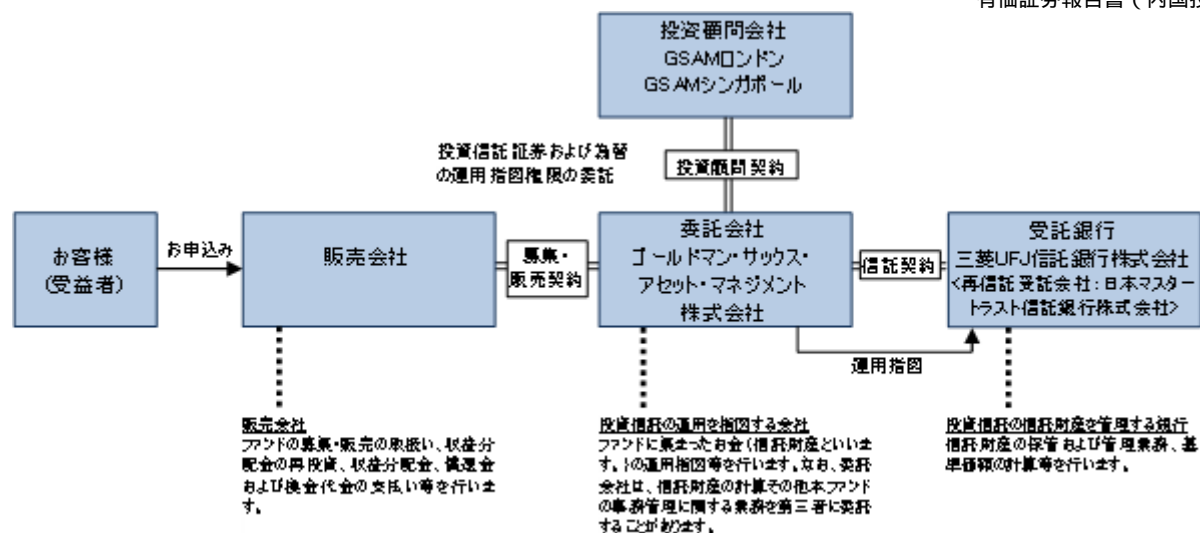 有価証券報告書（内国投
投資顧問会社
GSAMロンドン
GSAMシンガポール
投資信託証券および為替
の運用指図権限の委託
投資顧問契約
お客様
（受益者）
お申込み
販売会社
募集・
販売契約
委託会社
ゴールドマン・サックス・
アセット・マネジメント
株式会社
信託契約
受託銀行
三菱UFJ信託銀行株式会社
<再信託受託会社：日本マスター
トラスト信託銀行株式会社>
運用指図
販売会社
ファンドの募集・販売の取扱い、収益分
配金の再投資、収益分配金、償還金
および換金代金の支払い等を行いま
す。
投資信託の運用を指図する会社
ファンドに集まったお金（信託財産といいま
す。）の運用指図等を行います。なお、委託
会社は、信託財産の計算その他本ファンド
の事務管理に関する業務を第三者に委託
することがあります。
投資信託の信託財産を管理する銀行
信託財産の保管および管理業務、基
準価額の計算等を行います。